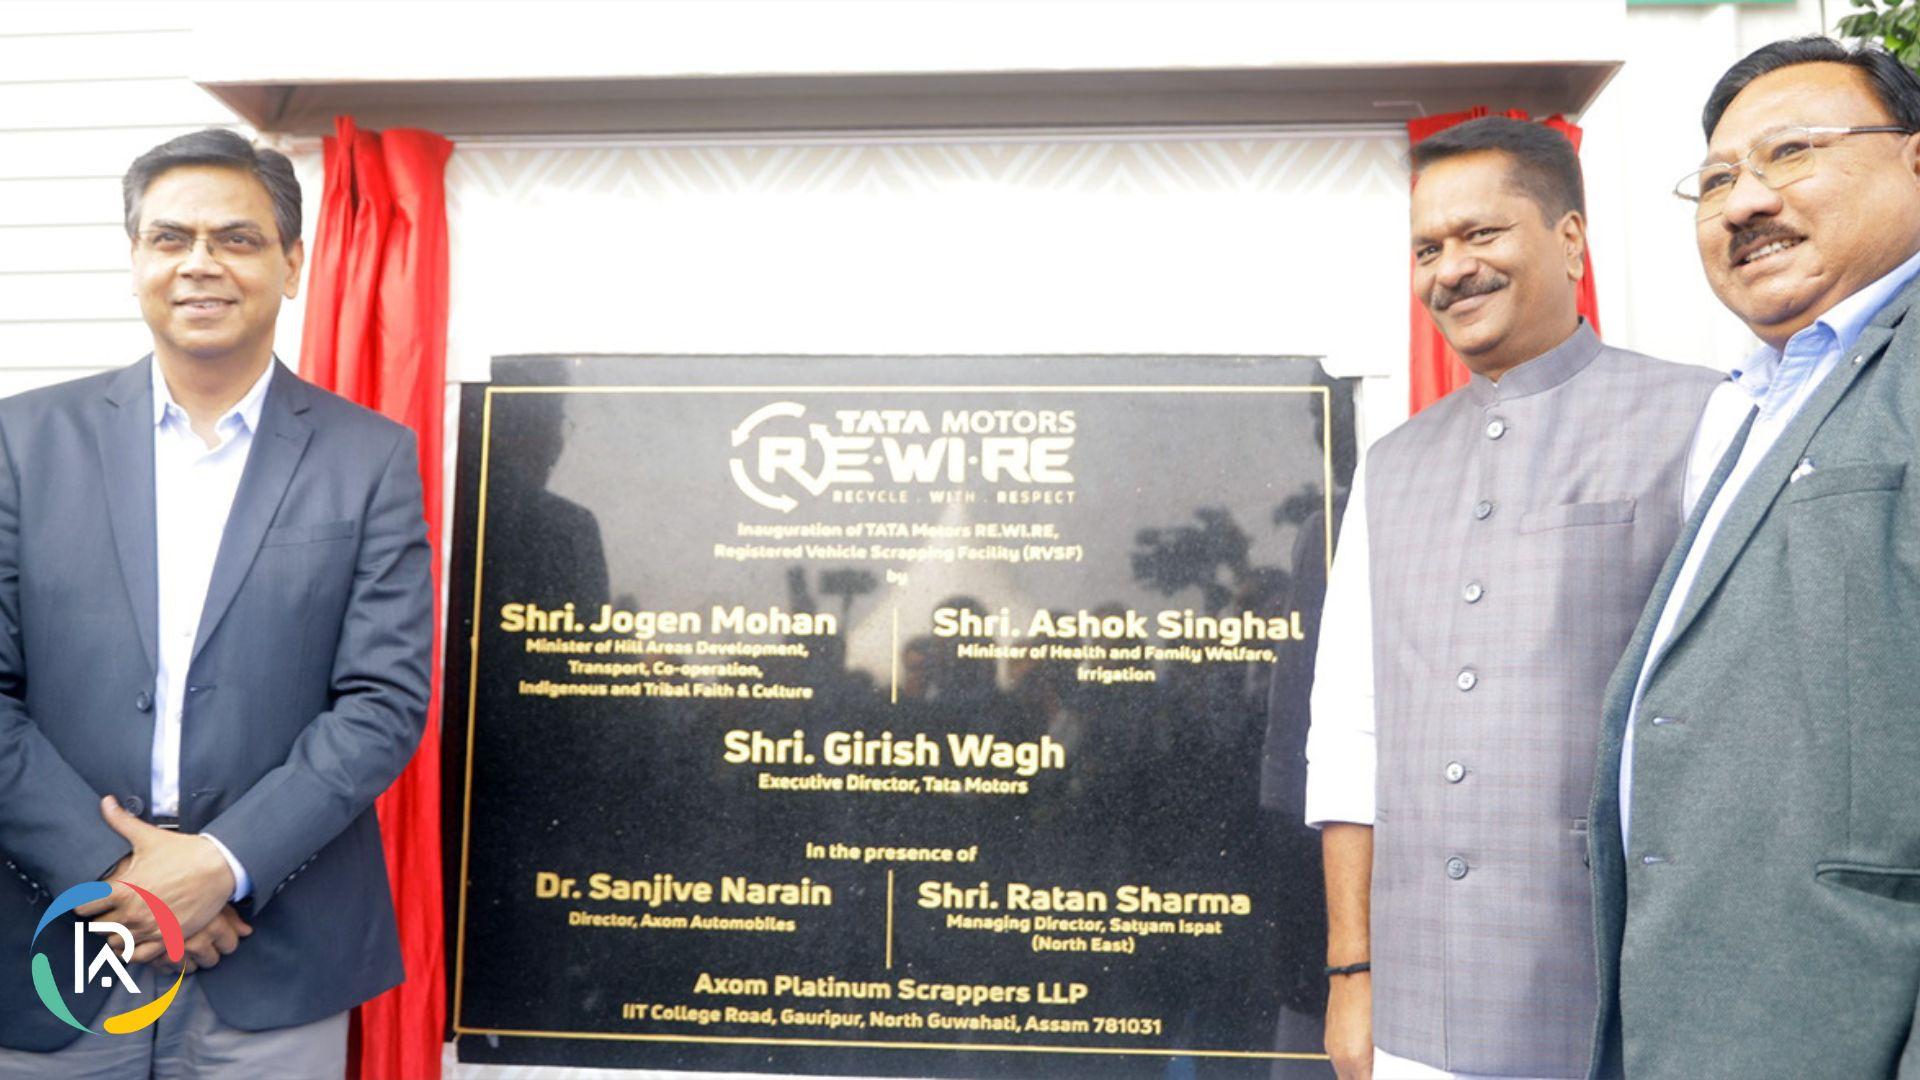 TATA MOTORS
RE·WI·RE
RECYCLE . WITH . RESPECT
Inauguration of TATA Motors RE.WI.RE,
Registered Vehicle Scrapping Facility (RVSF)
by
Shri. Jogen Mohan
Minister of Hill Areas Development,
Transport, Co-operation,
Indigenous and Tribal Faith & Culture
Shri. Ashok Singhal
Minister of Health and Family Welfare,
Irrigation
Shri. Girish Wagh
Executive Director, Tata Motors
In the presence of
Dr. Sanjive Narain
Director, Axom Automobiles
Shri. Ratan Sharma
Managing Director, Satyam Ispat
(North East)
Axom Platinum Scrappers LLP
IIT College Road, Gauripur, North Guwahati, Assam 781031